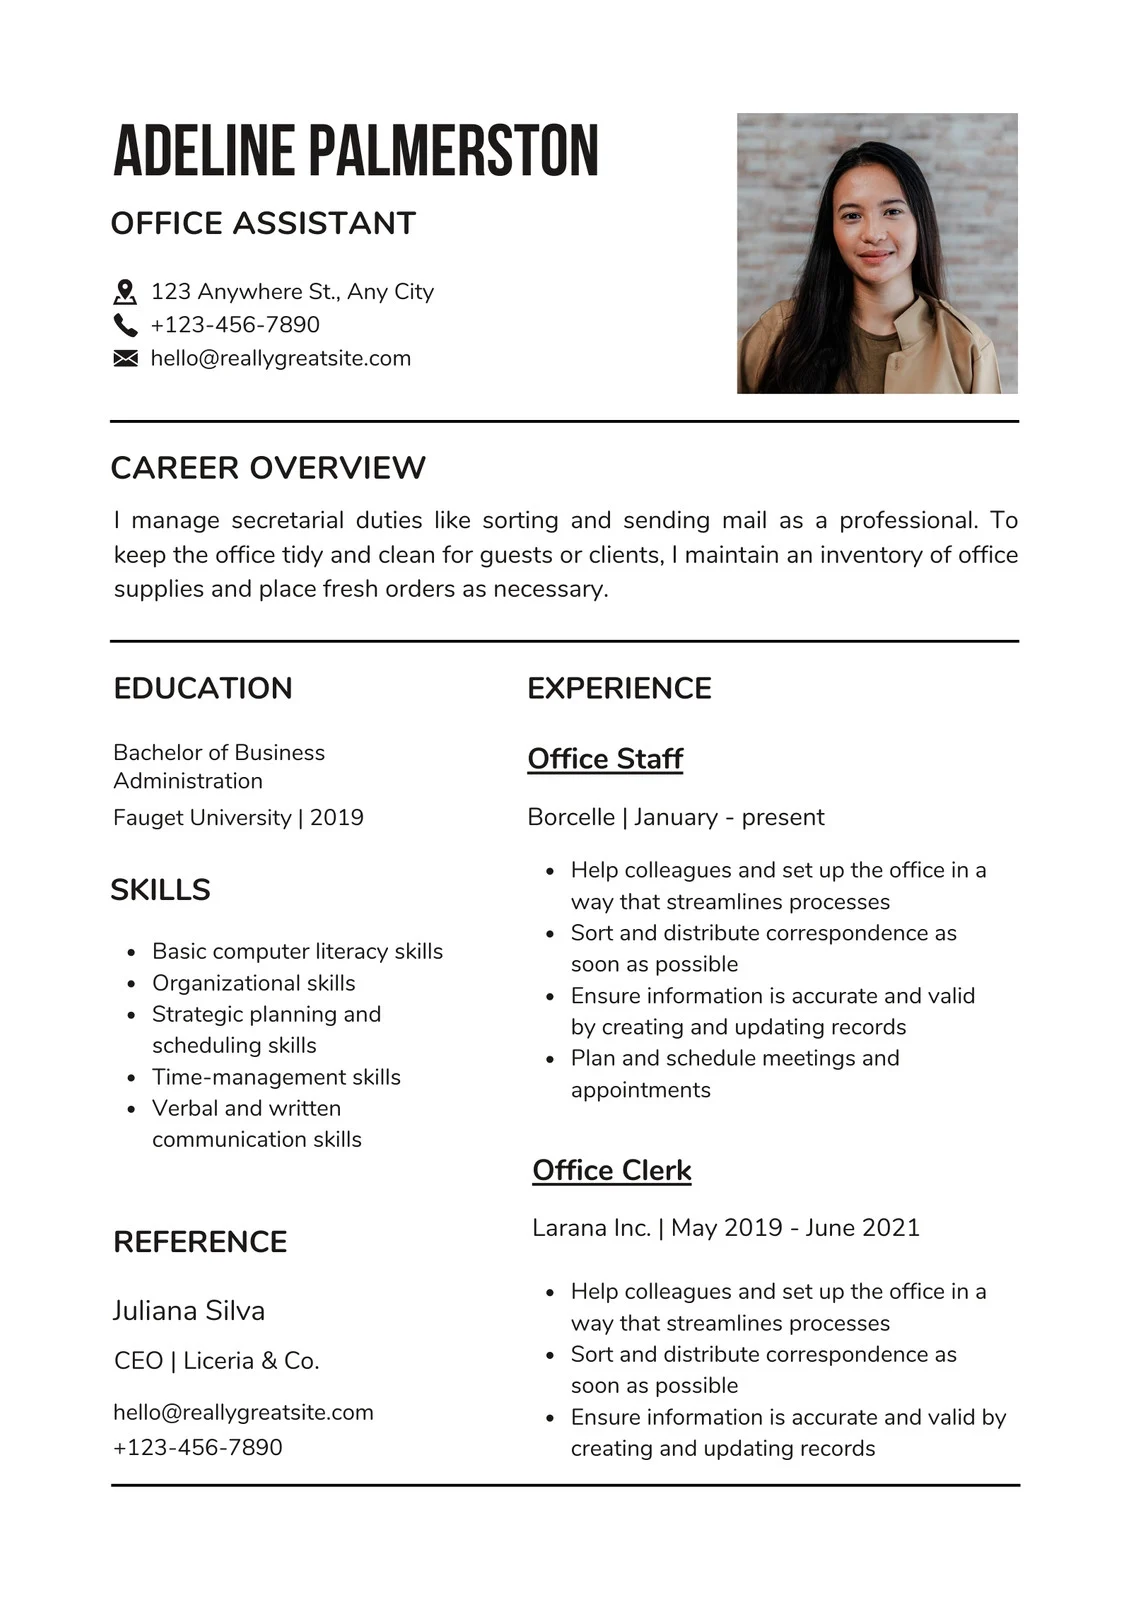 ADELINE PALMERSTON
OFFICE ASSISTANT
123 Anywhere St., Any City
+123-456-7890
hello@reallygreatsite.com
CAREER OVERVIEW
I manage secretarial duties like sorting and sending mail as a professional. To
keep the office tidy and clean for guests or clients, I maintain an inventory of office
supplies and place fresh orders as necessary.
EDUCATION
Bachelor of Business
Administration
Fauget University | 2019
SKILLS
• Basic computer literacy skills
• Organizational skills
• Strategic planning and
scheduling skills
• Time-management skills
• Verbal and written
communication skills
REFERENCE
Juliana Silva
CEO | Liceria & Co.
hello@reallygreatsite.com
+123-456-7890
EXPERIENCE
Office Staff
Borcelle | January - present
• Help colleagues and set up the office in a
way that streamlines processes
• Sort and distribute correspondence as
soon as possible
• Ensure information is accurate and valid
by creating and updating records
• Plan and schedule meetings and
appointments
Office Clerk
Larana Inc. | May 2019 - June 2021
• Help colleagues and set up the office in a
way that streamlines processes
• Sort and distribute correspondence as
soon as possible
• Ensure information is accurate and valid by
creating and updating records